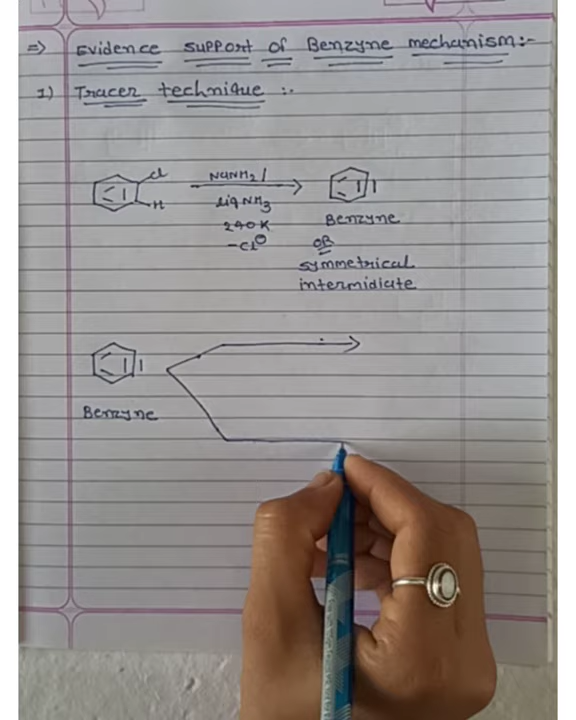 => Evidence support of Benzyne mechanism:-
1) Tracer technique :-
Cl
H
NaNH2 /
liq NH3
240 K
-Cl⊖
Benzyne
OR
symmetrical
intermidiate
Benzyne